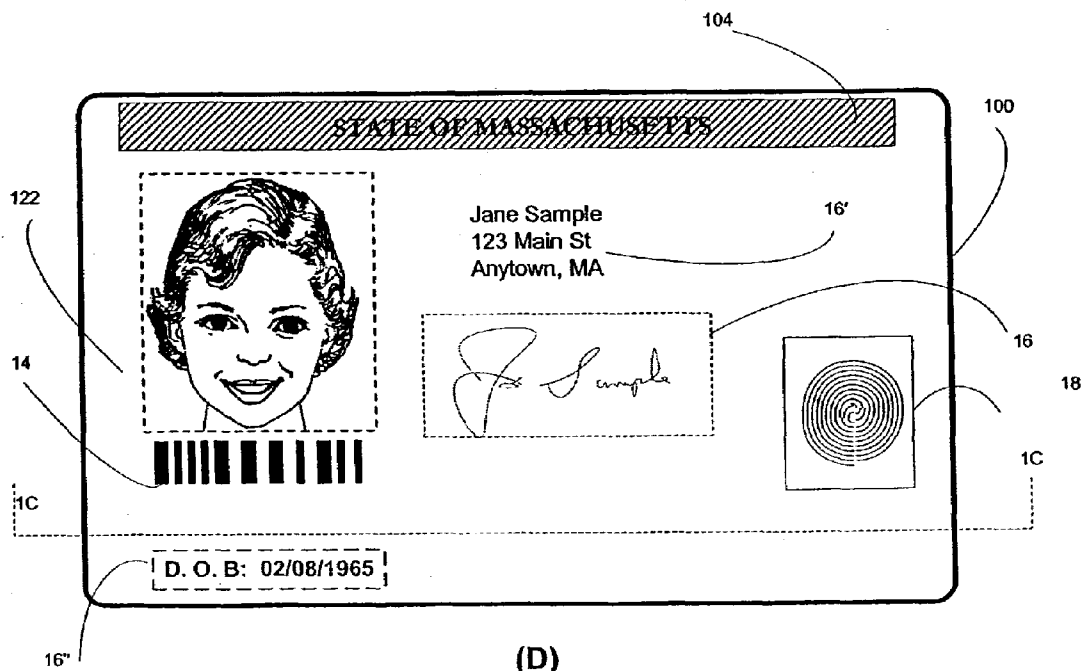 104
STATE OF MASSACHUSETTS
100
122
Jane Sample
123 Main St
Anytown, MA
16'
14
J Sample
16
18
1C
1C
D. O. B: 02/08/1965
16"
(D)